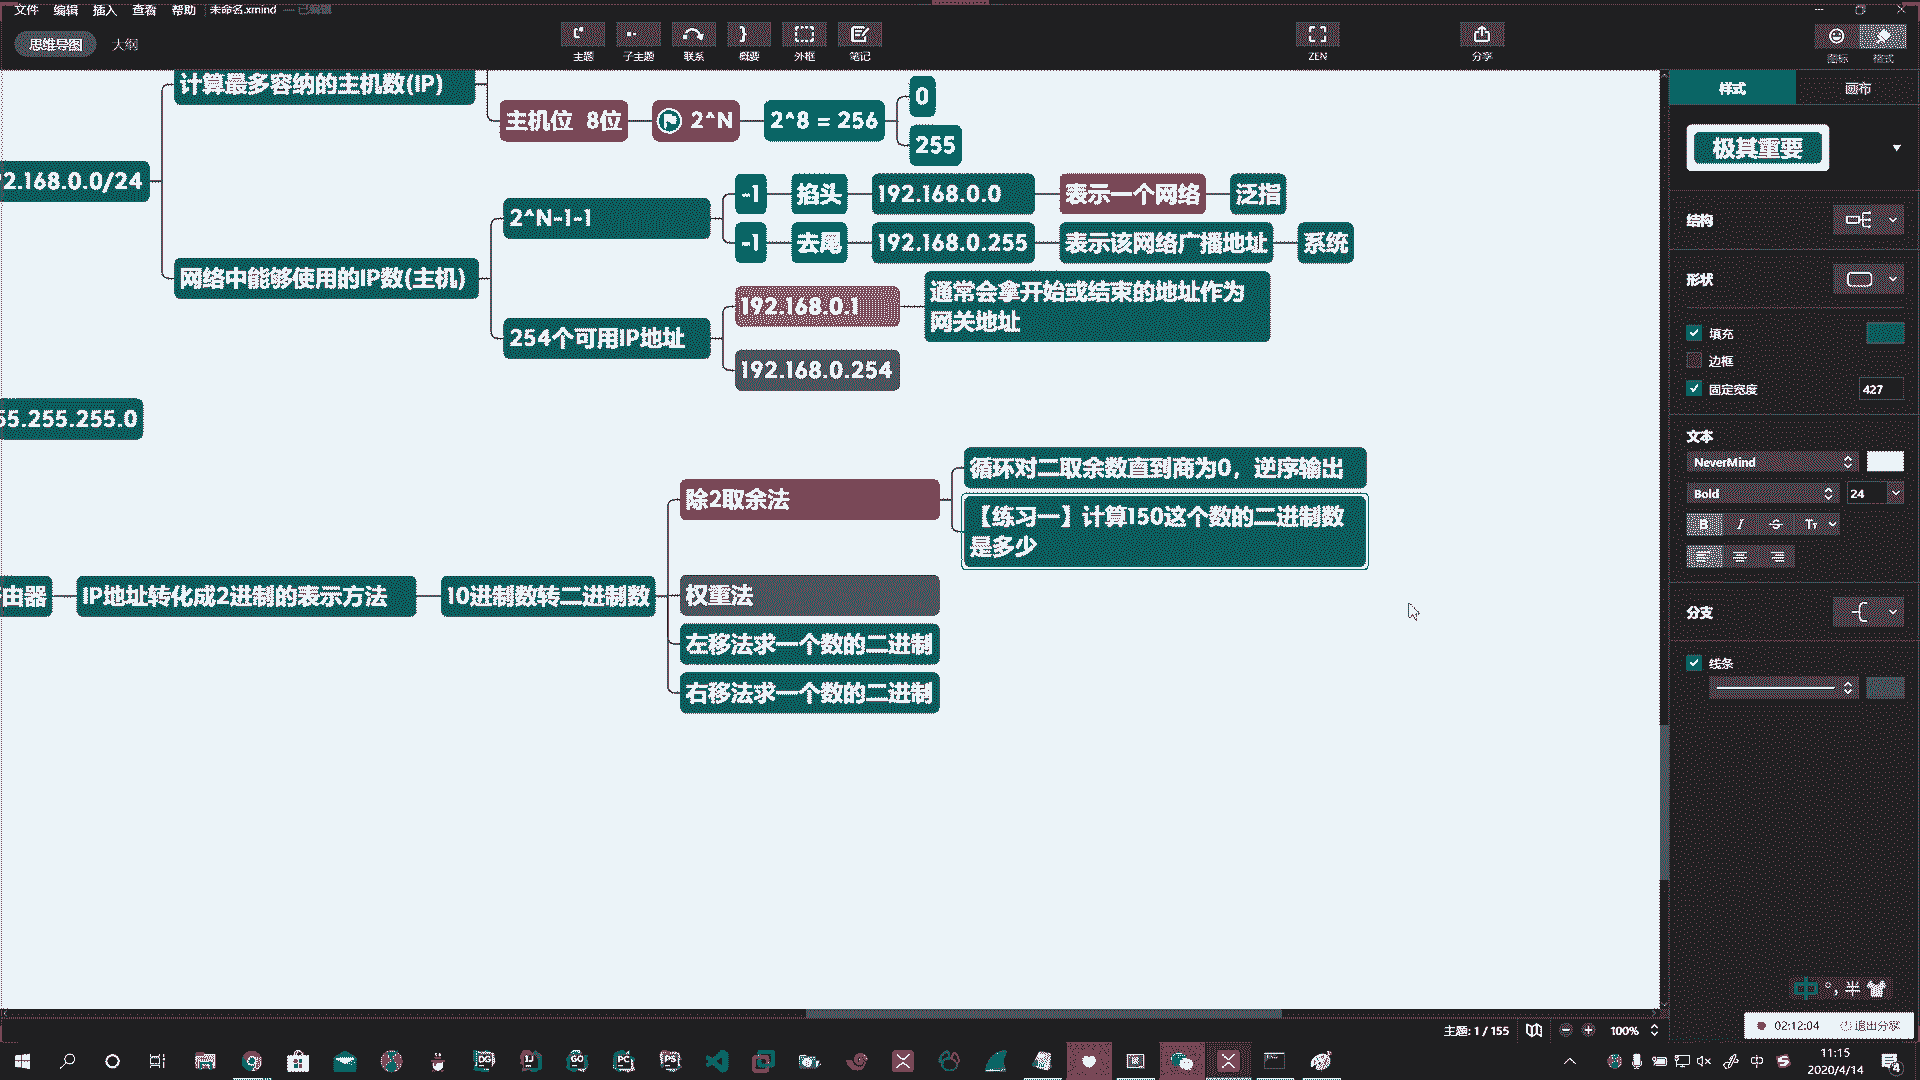 文件 编辑 插入 查看 帮助 未命名.xmind — 已编辑
思维导图 大纲
主题 子主题 联系 概要 外框 笔记 ZEN 分享 图标 格式
计算最多容纳的主机数(IP)
主机位 8位
2^N
2^8 = 256
0
255
2.168.0.0/24
网络中能够使用的IP数(主机)
2^N-1-1
-1 掐头 192.168.0.0 表示一个网络 泛指
-1 去尾 192.168.0.255 表示该网络广播地址 系统
254个可用IP地址
192.168.0.1
通常会拿开始或结束的地址作为
网关地址
192.168.0.254
55.255.255.0
由器
IP地址转化成2进制的表示方法
10进制数转二进制数
除2取余法
循环对二取余数直到商为0，逆序输出
【练习一】计算150这个数的二进制数
是多少
权重法
左移法求一个数的二进制
右移法求一个数的二进制
样式 画布
极其重要
结构
形状
填充
边框
固定宽度 427
文本
NeverMind
Bold 24
B I S Tт
分支
线条
中 °, 半
主题: 1 / 155 100%
02:12:04 退出分享
DG IJ GO PC PS
中 S
11:15
2020/4/14
4